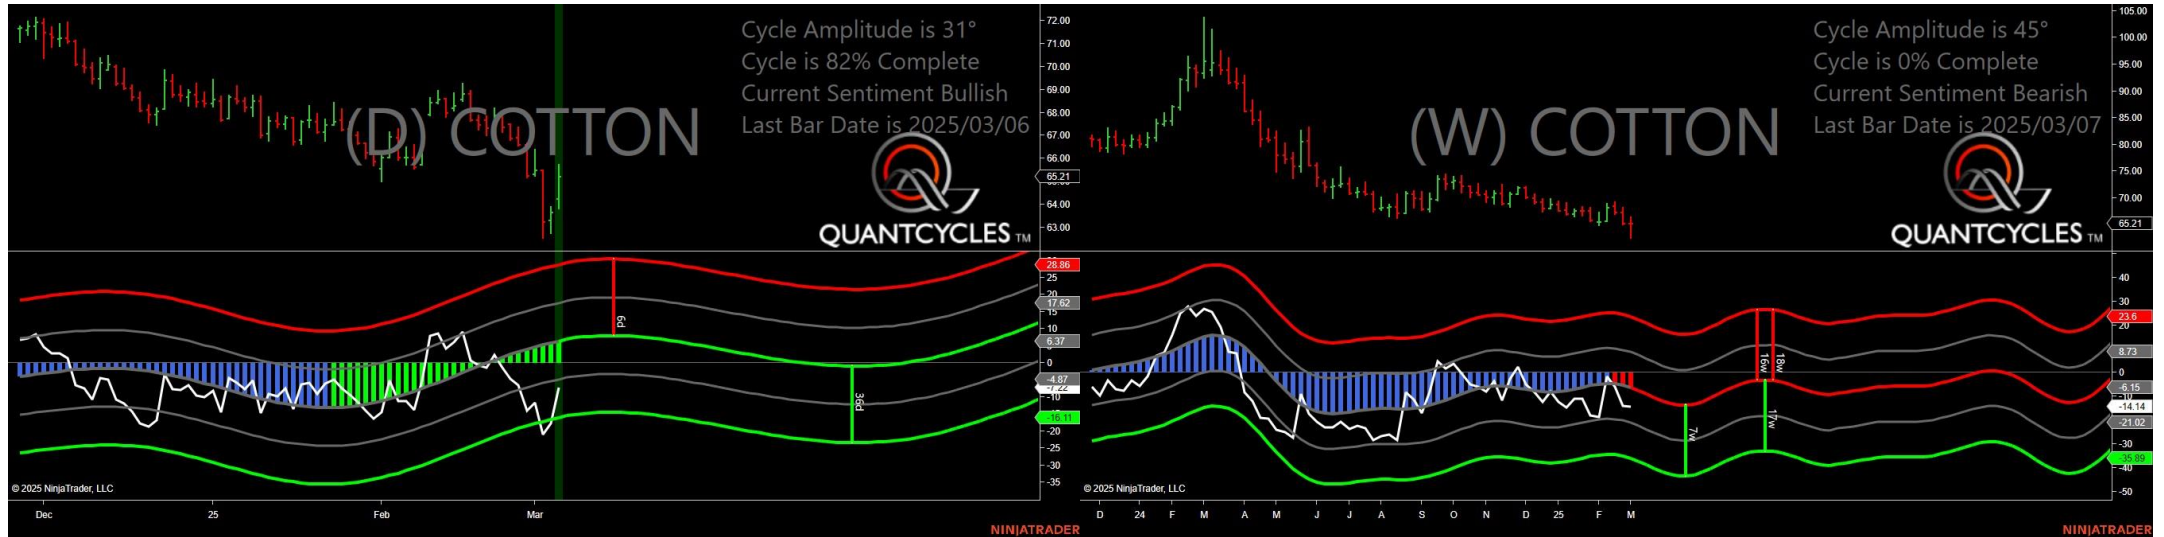 Cycle Amplitude is 31°
Cycle is 82% Complete
Current Sentiment Bullish
Last Bar Date is 2025/03/06
(D) COTTON
QUANTCYCLES TM
72.00
71.00
70.00
69.00
68.00
67.00
66.00
65.21
64.00
63.00
28.86
25
20
17.62
15
10
6.37
0
-4.87
-7.22
-10
-16.11
-20
-25
-30
-35
6d
36d
© 2025 NinjaTrader, LLC
Dec 25 Feb Mar
NINJATRADER
Cycle Amplitude is 45°
Cycle is 0% Complete
Current Sentiment Bearish
Last Bar Date is 2025/03/07
(W) COTTON
QUANTCYCLES TM
105.00
100.00
95.00
90.00
85.00
80.00
75.00
70.00
65.21
40
30
23.6
20
8.73
0
-6.15
-10
-14.14
-21.02
-30
-35.89
-40
-50
7w
16w
18w
17w
© 2025 NinjaTrader, LLC
D 24 F M A M J J A S O N D 25 F M
NINJATRADER